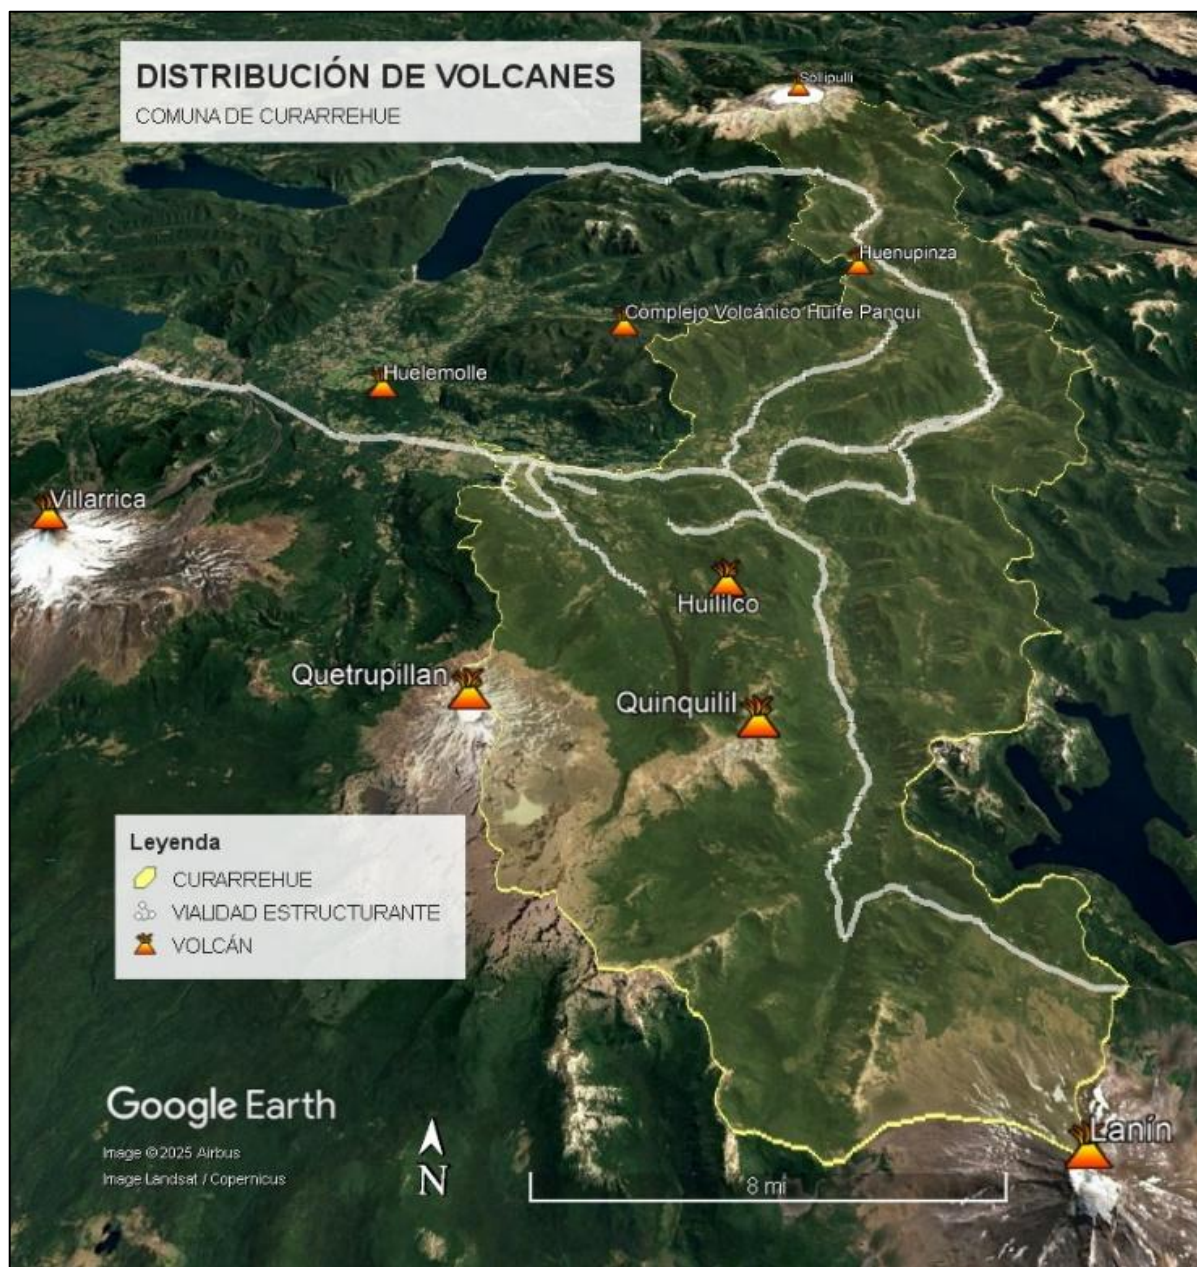 DISTRIBUCIÓN DE VOLCANES
COMUNA DE CURARREHUE
Sollipulli
Huenupinza
Complejo Volcánico Huife Panqui
Huelemolle
Villarrica
Huililco
Quetrupillan
Quinquilil
Leyenda
CURARREHUE
VIALIDAD ESTRUCTURANTE
VOLCÁN
Google Earth
Image ©2025 Airbus
Image Landsat / Copernicus
N
8 mi
Lanín